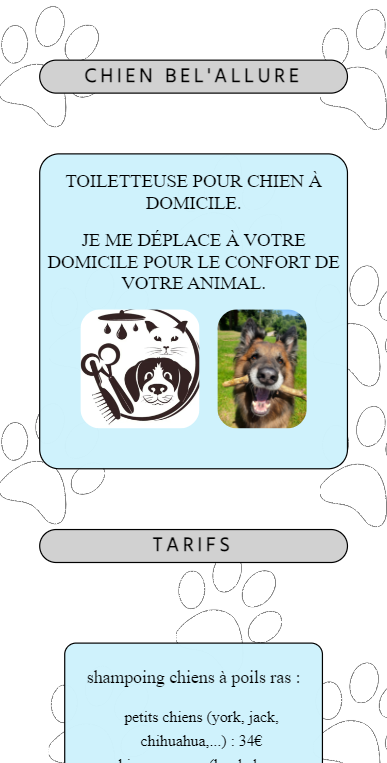 CHIEN BEL'ALLURE
TOILETTEUSE POUR CHIEN À
DOMICILE.
JE ME DÉPLACE À VOTRE
DOMICILE POUR LE CONFORT DE
VOTRE ANIMAL.
TARIFS
shampoing chiens à poils ras :
petits chiens (york, jack,
chihuahua,...) : 34€